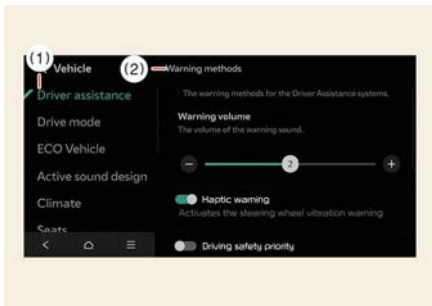 (1)
Vehicle
(2)
Warning methods
Driver assistance
The warning methods for the Driver Assistance systems.
Drive mode
Warning volume
The volume of the warning sound.
ECO Vehicle
2
Active sound design
Haptic warning
Activates the steering wheel vibration warning
Climate
Seats
Driving safety priority